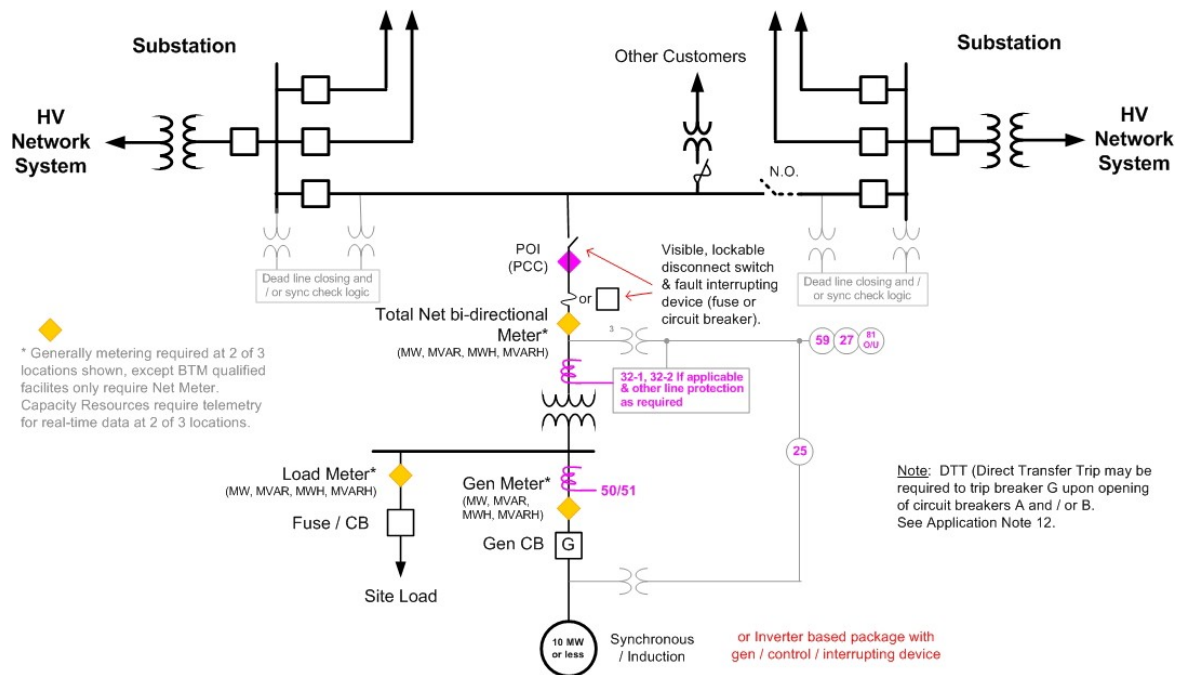 Substation
Substation
Other Customers
HV
Network
System
HV
Network
System
N.O.
POI
(PCC)
Visible, lockable
disconnect switch
& fault interrupting
device (fuse or
circuit breaker).
Dead line closing and
/ or sync check logic
Dead line closing and /
or sync check logic
or
Total Net bi-directional
Meter*
(MW, MVAR, MWH, MVARH)
3
59
27
81
O/U
* Generally metering required at 2 of 3
locations shown, except BTM qualified
facilites only require Net Meter.
Capacity Resources require telemetry
for real-time data at 2 of 3 locations.
32-1, 32-2 If applicable
& other line protection
as required
25
Load Meter*
(MW, MVAR, MWH, MVARH)
Gen Meter*
(MW, MVAR,
MWH, MVARH)
50/51
Note: DTT (Direct Transfer Trip may be
required to trip breaker G upon opening
of circuit breakers A and / or B.
See Application Note 12.
Fuse / CB
Gen CB
G
Site Load
10 MW
or less
Synchronous
/ Induction
or Inverter based package with
gen / control / interrupting device